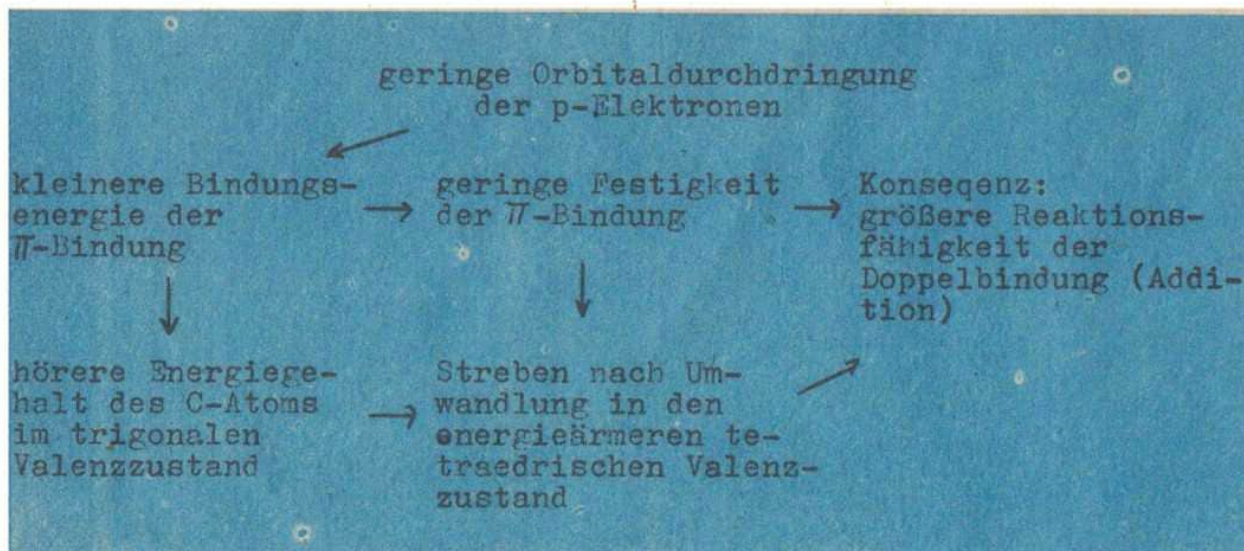 geringe Orbitaldurchdringung
der p-Elektronen
kleinere Bindungs-
energie der
π-Bindung
geringe Festigkeit
der π-Bindung
Konseqenz:
größere Reaktions-
fähigkeit der
Doppelbindung (Addi-
tion)
hörere Energiege-
halt des C-Atoms
im trigonalen
Valenzzustand
Streben nach Um-
wandlung in den
energieärmeren te-
traedrischen Valenz-
zustand